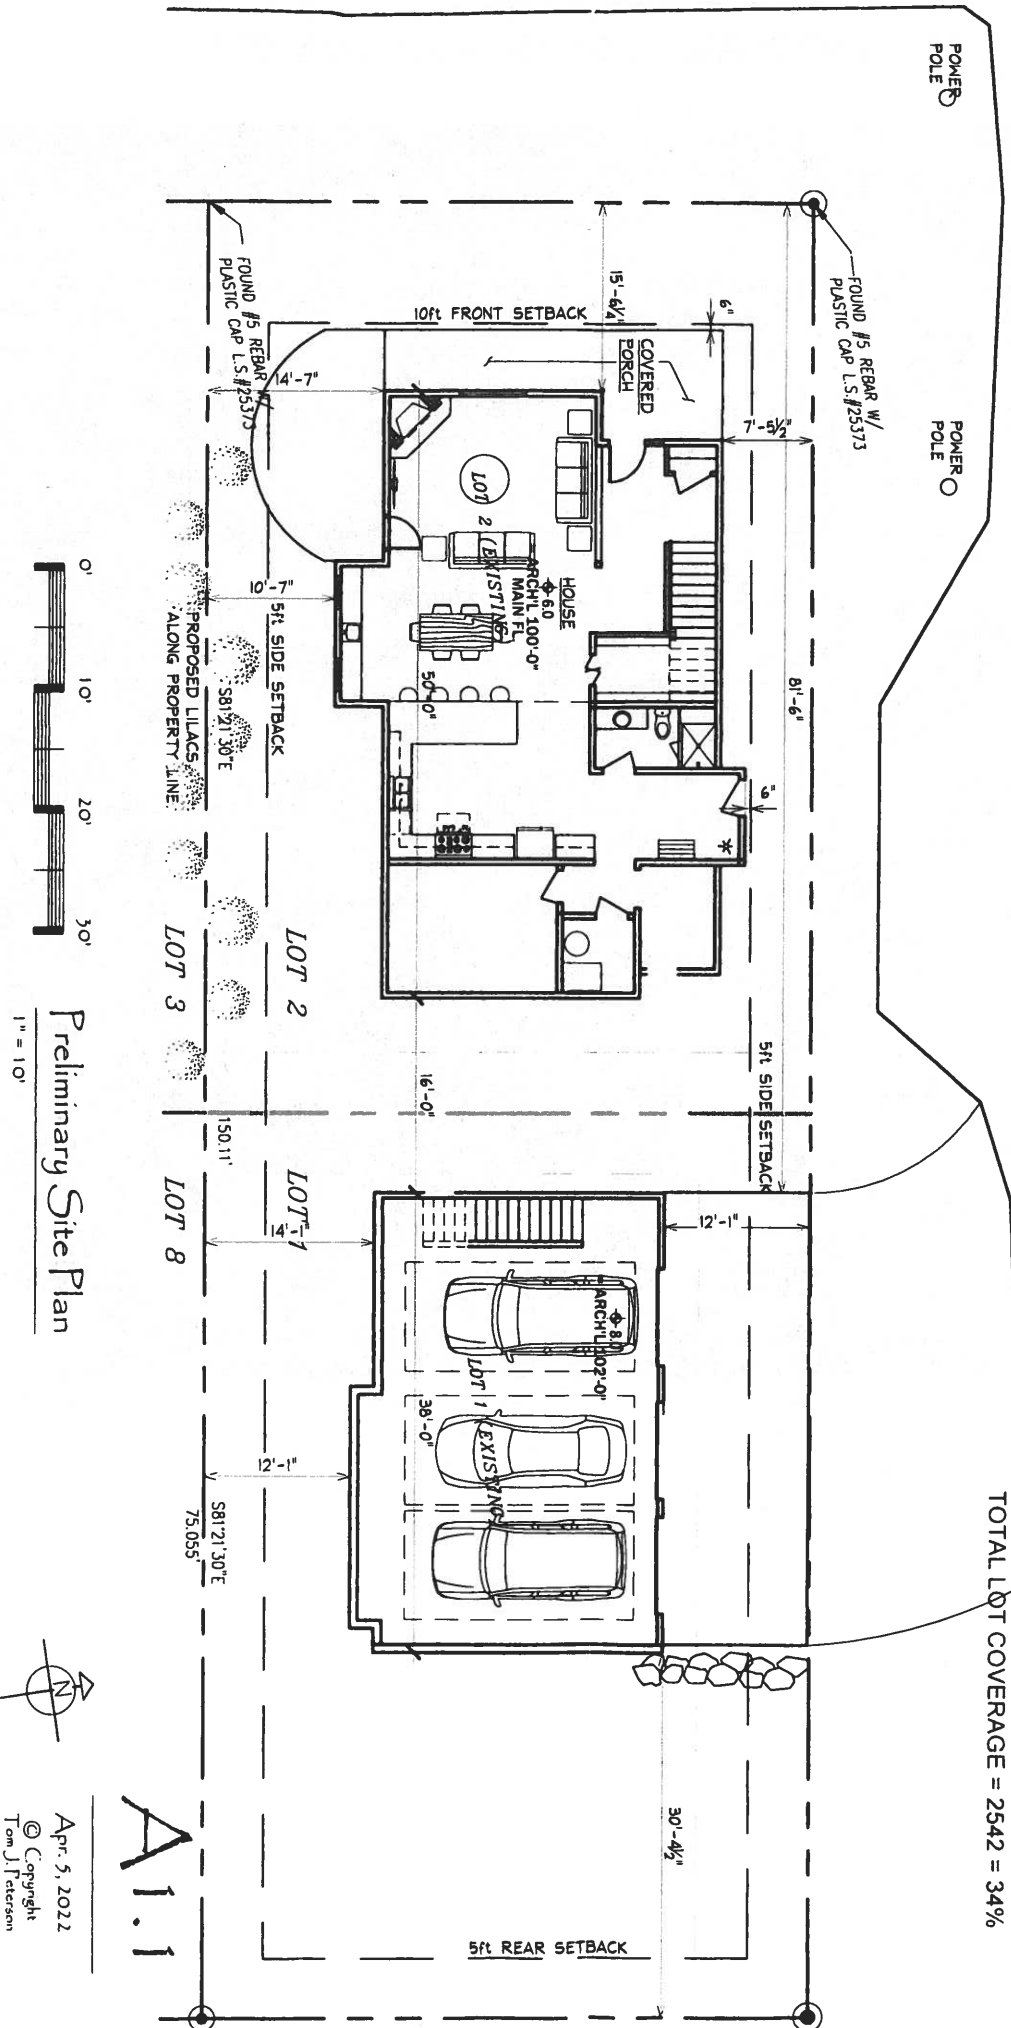 POWER
POLE
POWER
POLE
TOTAL LOT COVERAGE = 2542 = 34%
FOUND #5 REBAR W/
PLASTIC CAP L.S.#25373
FOUND #5 REBAR W/
PLASTIC CAP L.S.#25373
81'-6"
15'-6¼"
6"
10ft FRONT SETBACK
COVERED
PORCH
7'-5½"
14'-7"
LOT 2 (EXISTING
HOUSE
6.0
ARCH'L 100'-0"
MAIN FL.
50'-0"
10'-7"
5ft SIDE SETBACK
S81°21'30"E
PROPOSED LILACS
ALONG PROPERTY LINE.
6"
*
5ft SIDE SETBACK
16'-0"
LOT 2
LOT 3
150.11'
LOT 1
LOT 8
14'-1"
12'-1"
8.0
ARCH'L 102'-0"
LOT 1 (EXISTING
38'-0"
12'-1"
S81°21'30"E
75.055'
30'-4½"
5ft REAR SETBACK
0' 10' 20' 30'
Preliminary Site Plan
1" = 10'
N
A1.1
Apr. 5, 2022
© Copyright
Tom J. Peterson